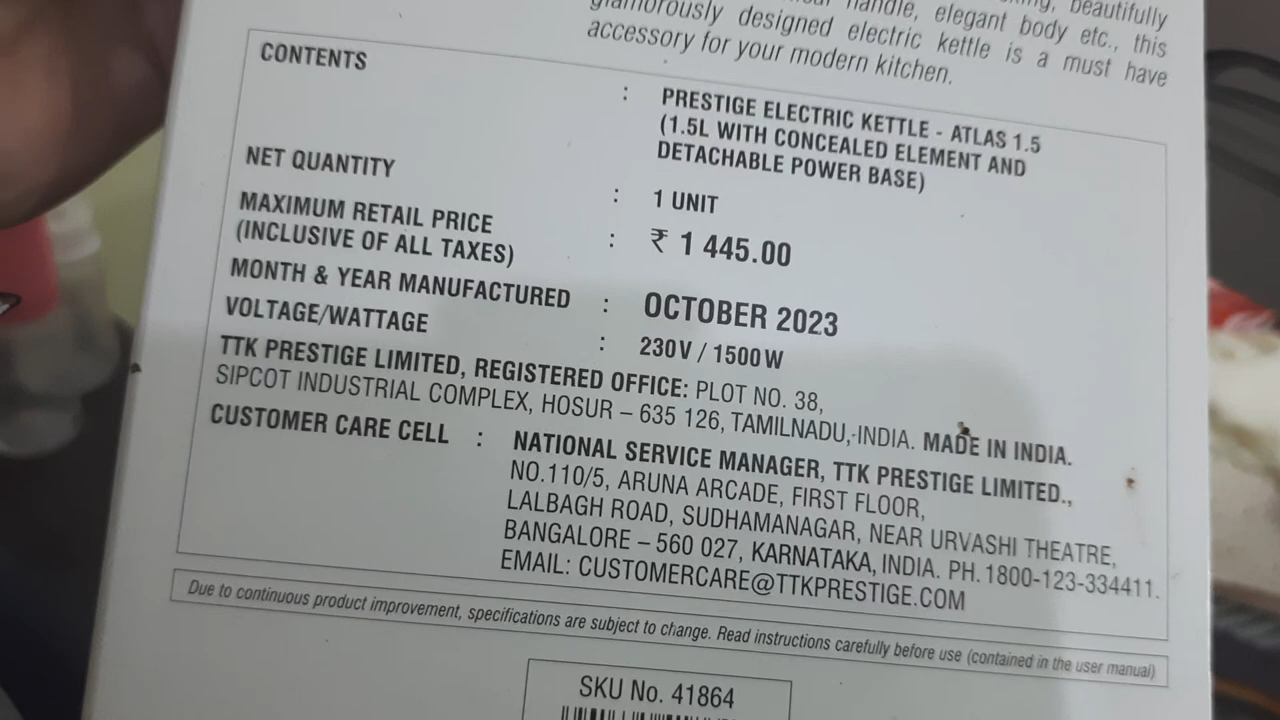 handle, elegant body etc., this
glamorously designed electric kettle is a must have
accessory for your modern kitchen.
CONTENTS : PRESTIGE ELECTRIC KETTLE - ATLAS 1.5
(1.5L WITH CONCEALED ELEMENT AND
DETACHABLE POWER BASE)
NET QUANTITY : 1 UNIT
MAXIMUM RETAIL PRICE
(INCLUSIVE OF ALL TAXES) : ₹ 1 445.00
MONTH & YEAR MANUFACTURED : OCTOBER 2023
VOLTAGE/WATTAGE : 230V / 1500W
TTK PRESTIGE LIMITED, REGISTERED OFFICE: PLOT NO. 38,
SIPCOT INDUSTRIAL COMPLEX, HOSUR – 635 126, TAMILNADU,-INDIA. MADE IN INDIA.
CUSTOMER CARE CELL : NATIONAL SERVICE MANAGER, TTK PRESTIGE LIMITED.,
NO.110/5, ARUNA ARCADE, FIRST FLOOR,
LALBAGH ROAD, SUDHAMANAGAR, NEAR URVASHI THEATRE,
BANGALORE – 560 027, KARNATAKA, INDIA. PH. 1800-123-334411.
EMAIL: CUSTOMERCARE@TTKPRESTIGE.COM
Due to continuous product improvement, specifications are subject to change. Read instructions carefully before use (contained in the user manual)
SKU No. 41864